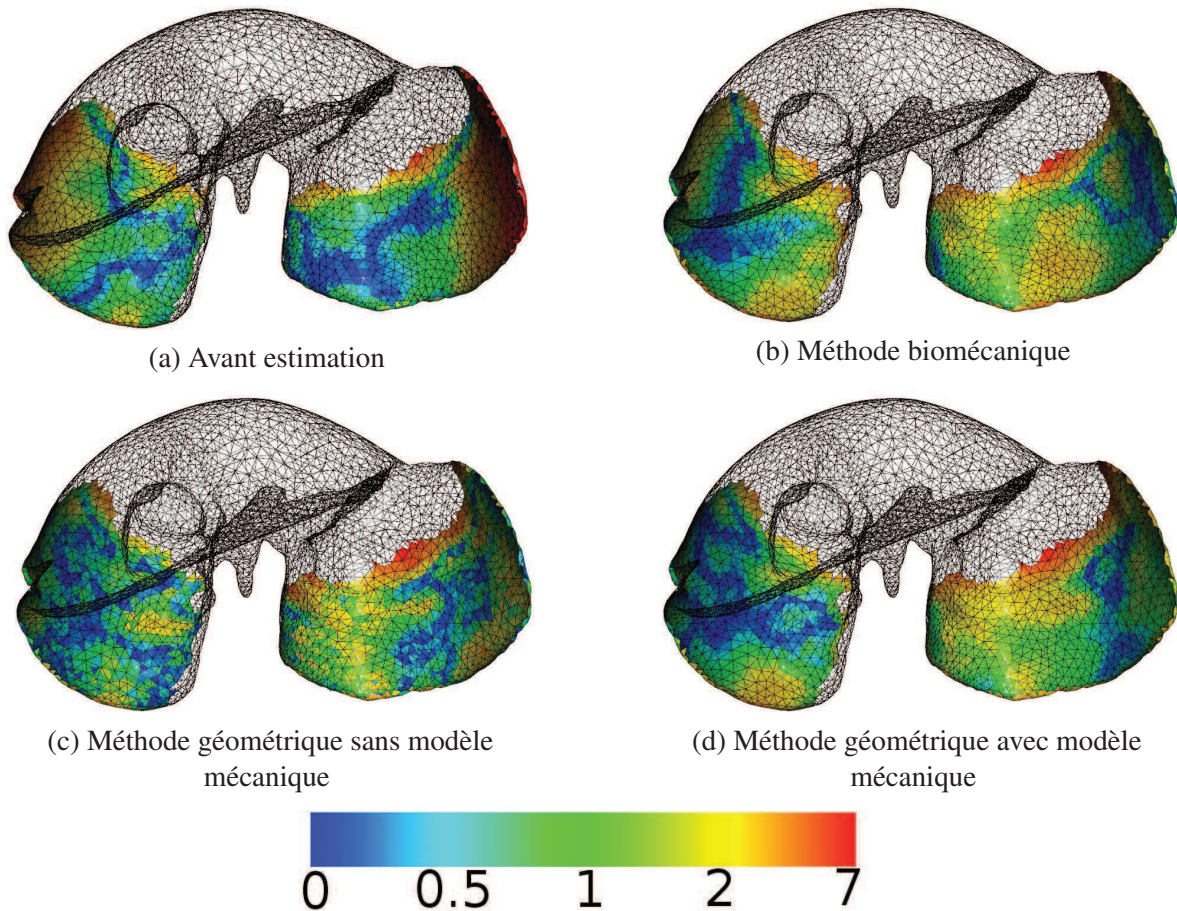 (a) Avant estimation
(b) Méthode biomécanique
(c) Méthode géométrique sans modèle
mécanique
(d) Méthode géométrique avec modèle
mécanique
0 0.5 1 2 7